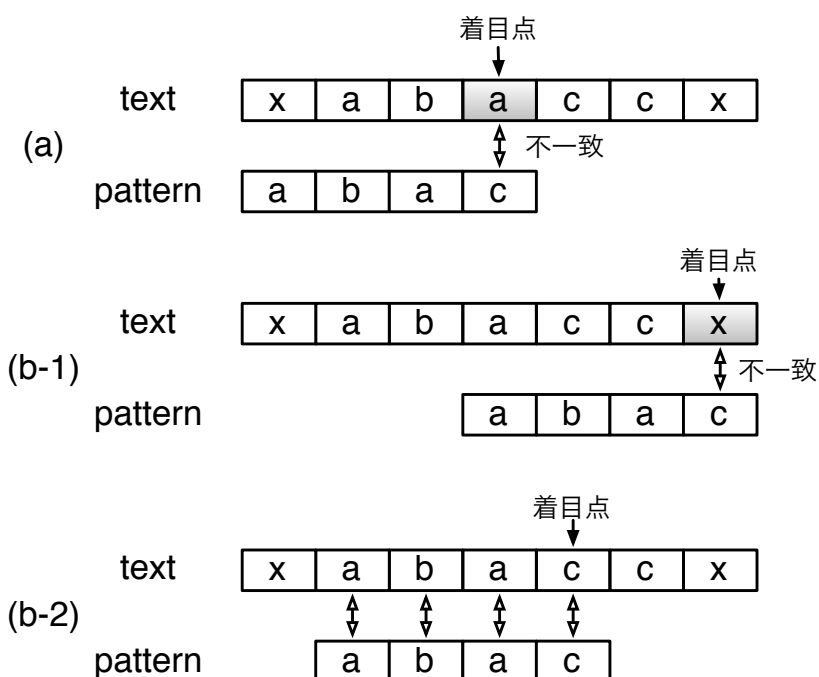 着目点
text x a b a c c x
(a) 不一致
pattern a b a c
着目点
text x a b a c c x
(b-1) 不一致
pattern a b a c
着目点
text x a b a c c x
(b-2)
pattern a b a c